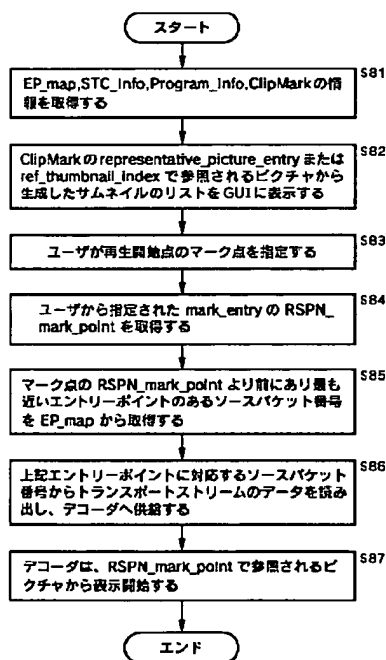 スタート
S81
EP_map,STC_Info,Program_Info,ClipMarkの情
報を取得する
S82
ClipMarkのrepresentative_picture_entryまたは
ref_thumbnail_indexで参照されるピクチャから
生成したサムネイルのリストをGUIに表示する
S83
ユーザが再生開始点のマーク点を指定する
S84
ユーザから指定されたmark_entryのRSPN_
mark_pointを取得する
S85
マーク点のRSPN_mark_pointより前にあり最も
近いエントリーポイントのあるソースパケット番号
をEP_mapから取得する
S86
上記エントリーポイントに対応するソースパケット
番号からトランスポートストリームのデータを読み
出し、デコーダへ供給する
S87
デコーダは、RSPN_mark_pointで参照されるピ
クチャから表示開始する
エンド